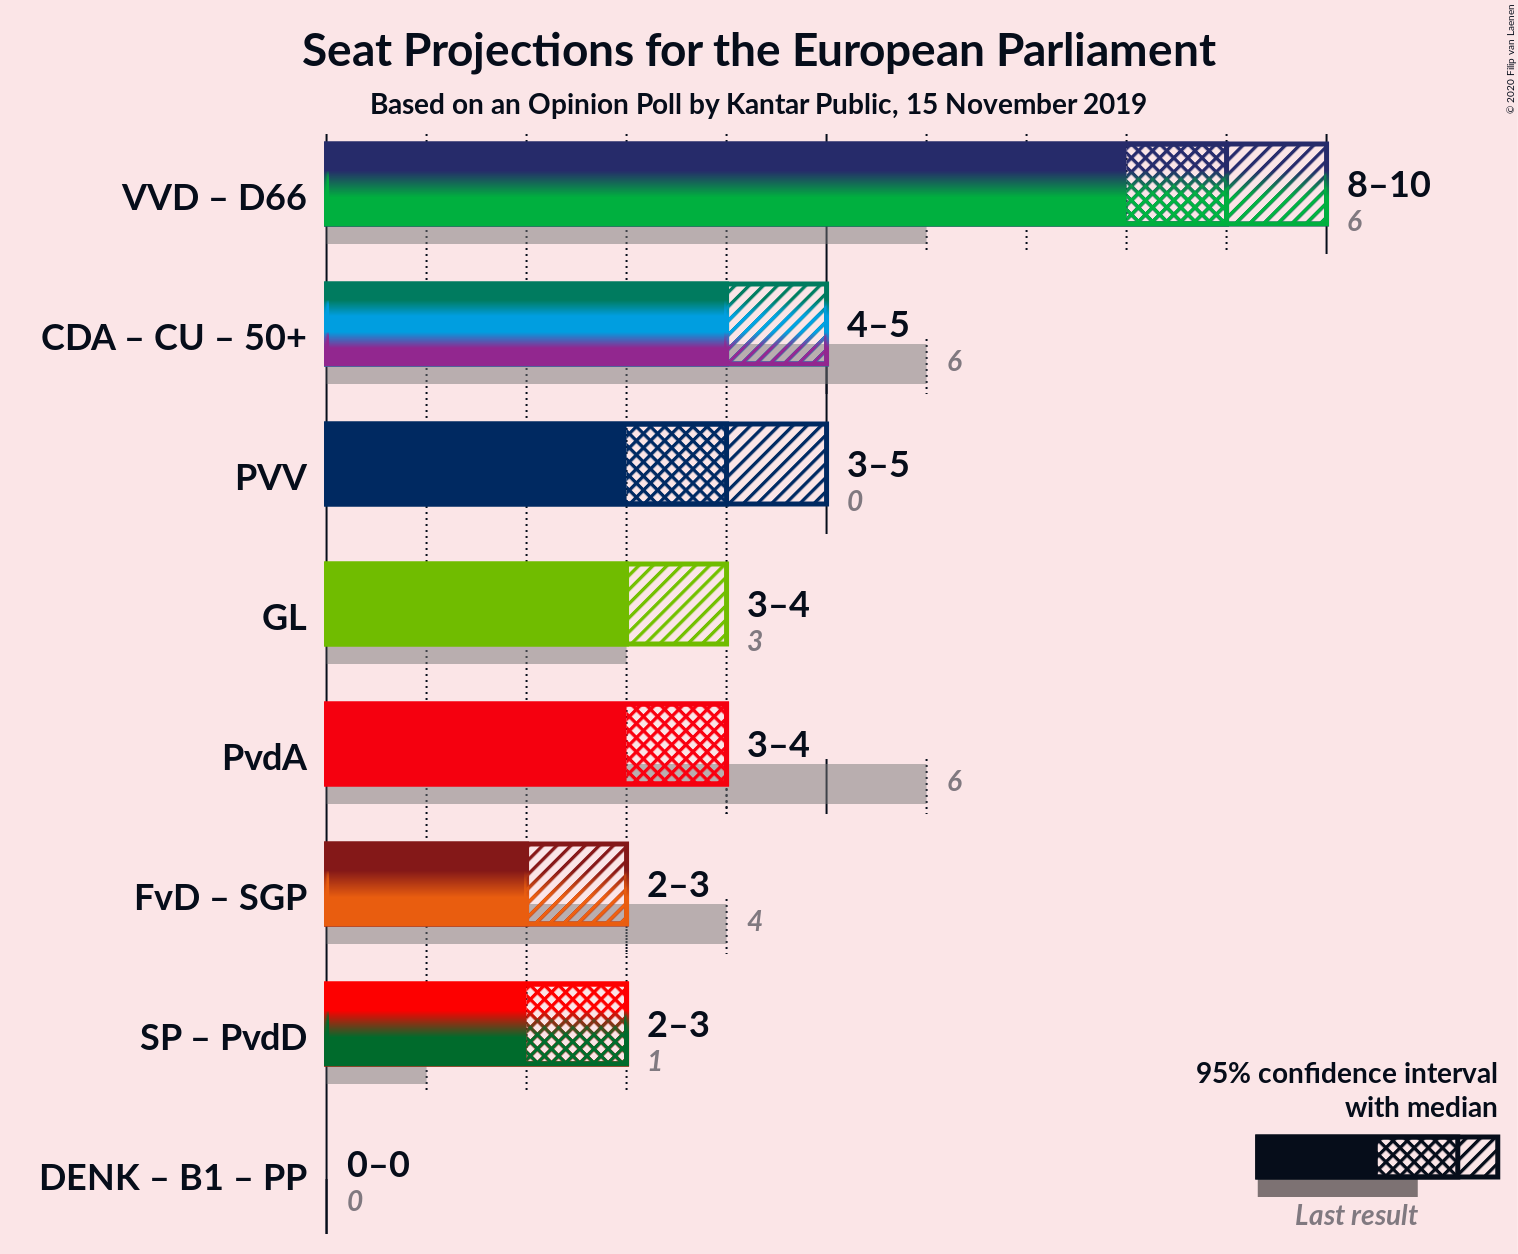 Seat Projections for the European Parliament
Based on an Opinion Poll by Kantar Public, 15 November 2019
© 2020 Filip van Laenen
VVD – D66
8–10
6
CDA – CU – 50+
4–5
6
PVV
3–5
0
GL
3–4
3
PvdA
3–4
6
FvD – SGP
2–3
4
SP – PvdD
2–3
1
DENK – B1 – PP
0–0
0
95% confidence interval
with median
Last result